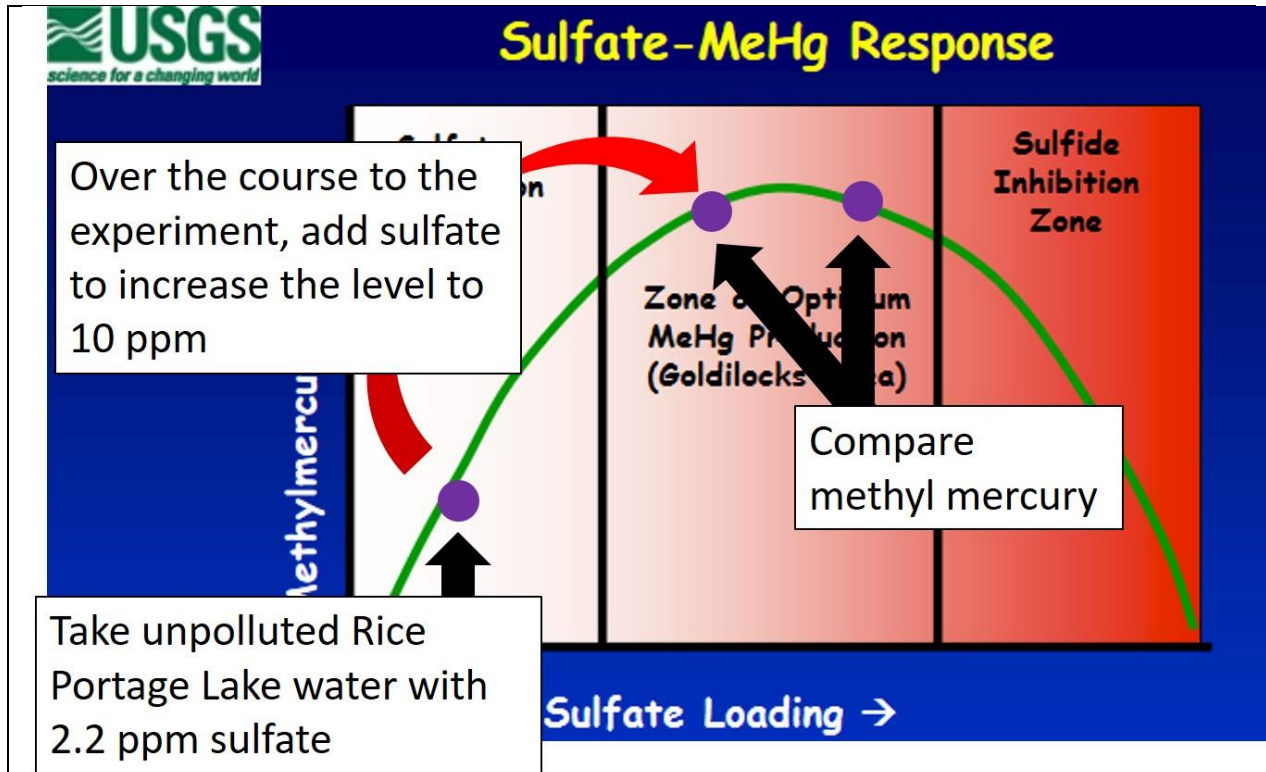 USGS
science for a changing world
Sulfate-MeHg Response
Over the course to the
experiment, add sulfate
to increase the level to
10 ppm
Sulfide
Inhibition
Zone
Zone
MeHg
(Goldilocks
Compare
methyl mercury
Take unpolluted Rice
Portage Lake water with
2.2 ppm sulfate
Sulfate Loading →